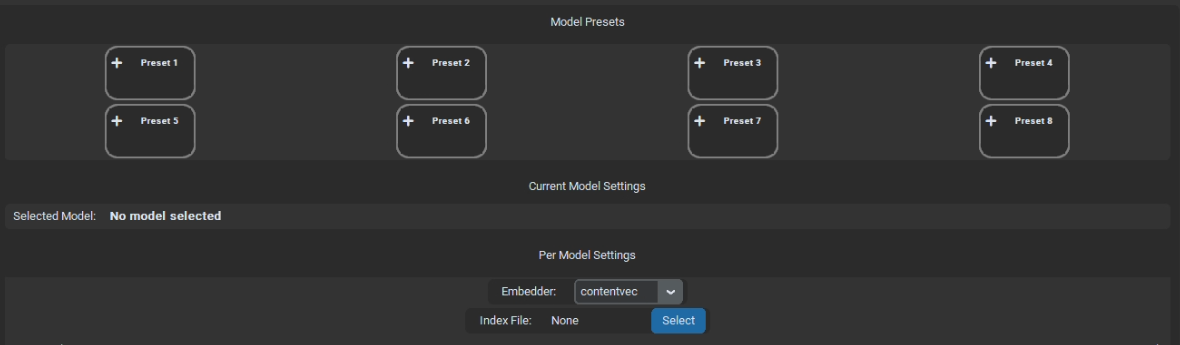 Model Presets
+ Preset 1
+ Preset 2
+ Preset 3
+ Preset 4
+ Preset 5
+ Preset 6
+ Preset 7
+ Preset 8
Current Model Settings
Selected Model: No model selected
Per Model Settings
Embedder: contentvec
Index File: None Select